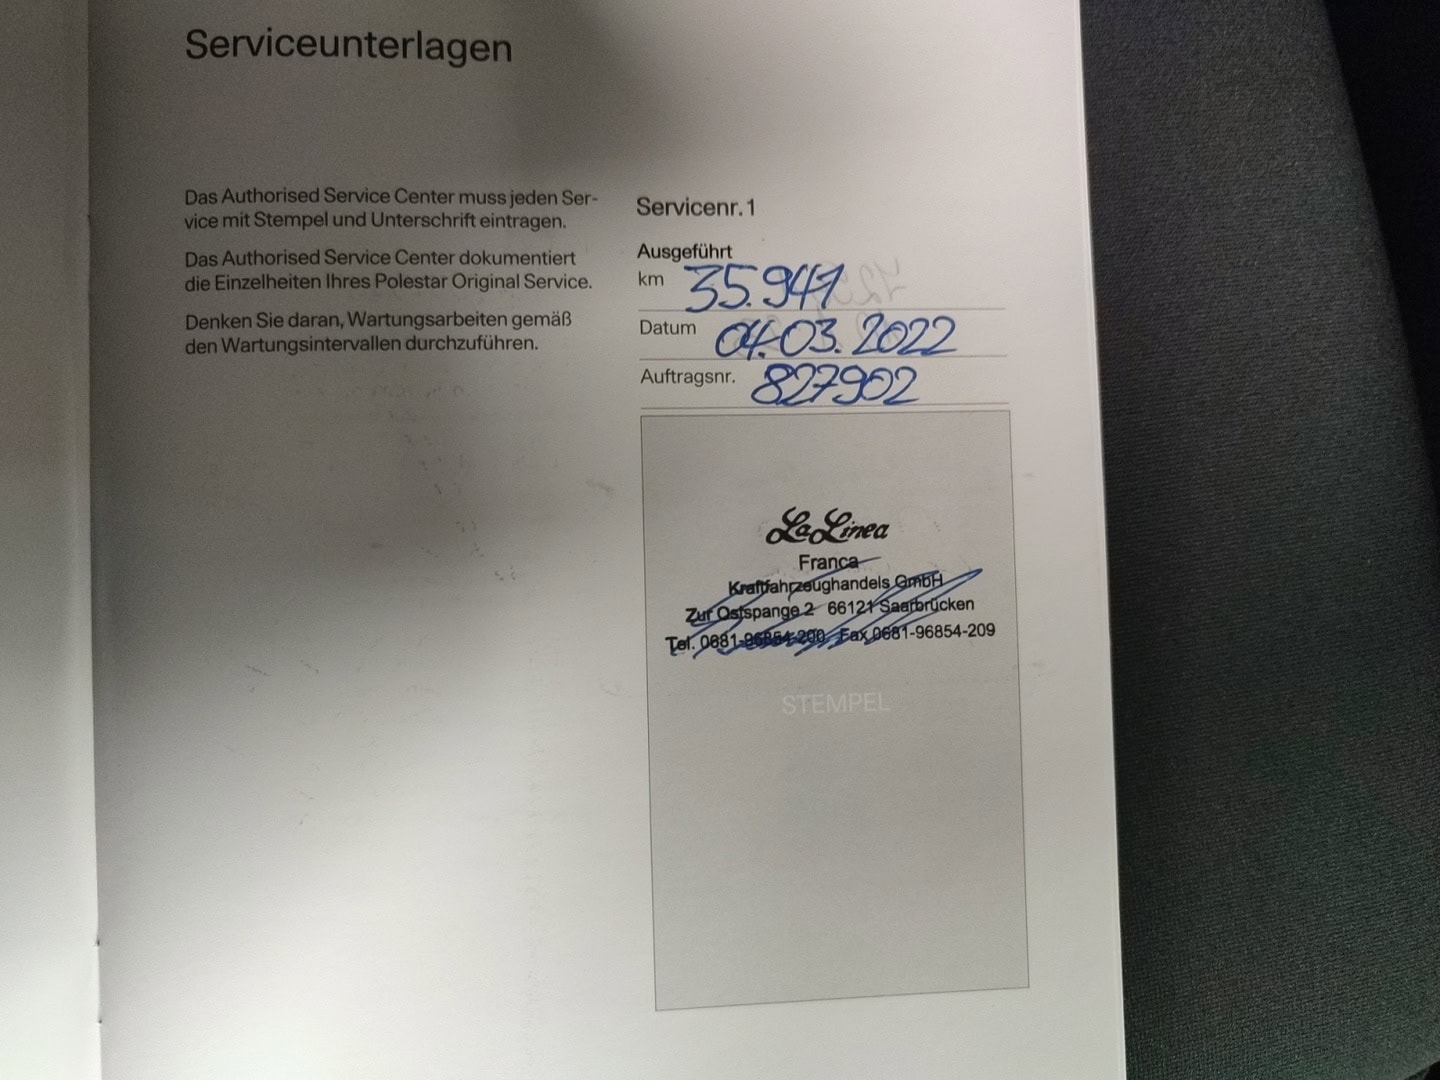 Serviceunterlagen
Das Authorised Service Center muss jeden Ser-
vice mit Stempel und Unterschrift eintragen.
Das Authorised Service Center dokumentiert
die Einzelheiten Ihres Polestar Original Service.
Denken Sie daran, Wartungsarbeiten gemäß
den Wartungsintervallen durchzuführen.
Servicenr. 1
Ausgeführt
km 35.941
Datum 04.03.2022
Auftragsnr. 827902
La Linea
Franca
Kraftfahrzeughandels GmbH
Zur Ostspange 2 66121 Saarbrücken
Tel. 0681-96854-200, Fax 0681-96854-209
STEMPEL